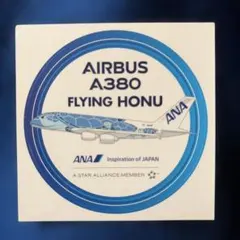 AIRBUS
A380
FLYING HONU
ANA
ANA Inspiration of JAPAN
A STAR ALLIANCE MEMBER